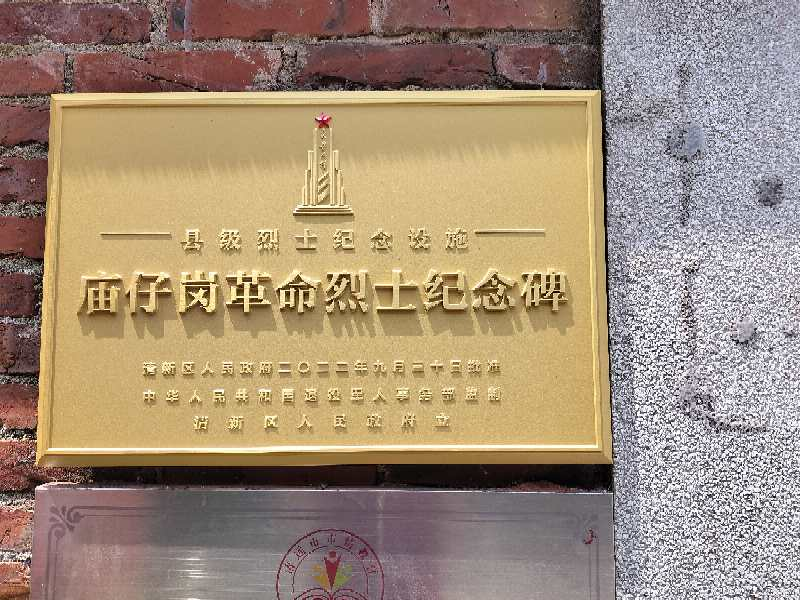 县级烈士纪念设施
庙仔岗革命烈士纪念碑
清新区人民政府二〇二二年九月三十日批准
中华人民共和国退役军人事务部监制
清新区人民政府立